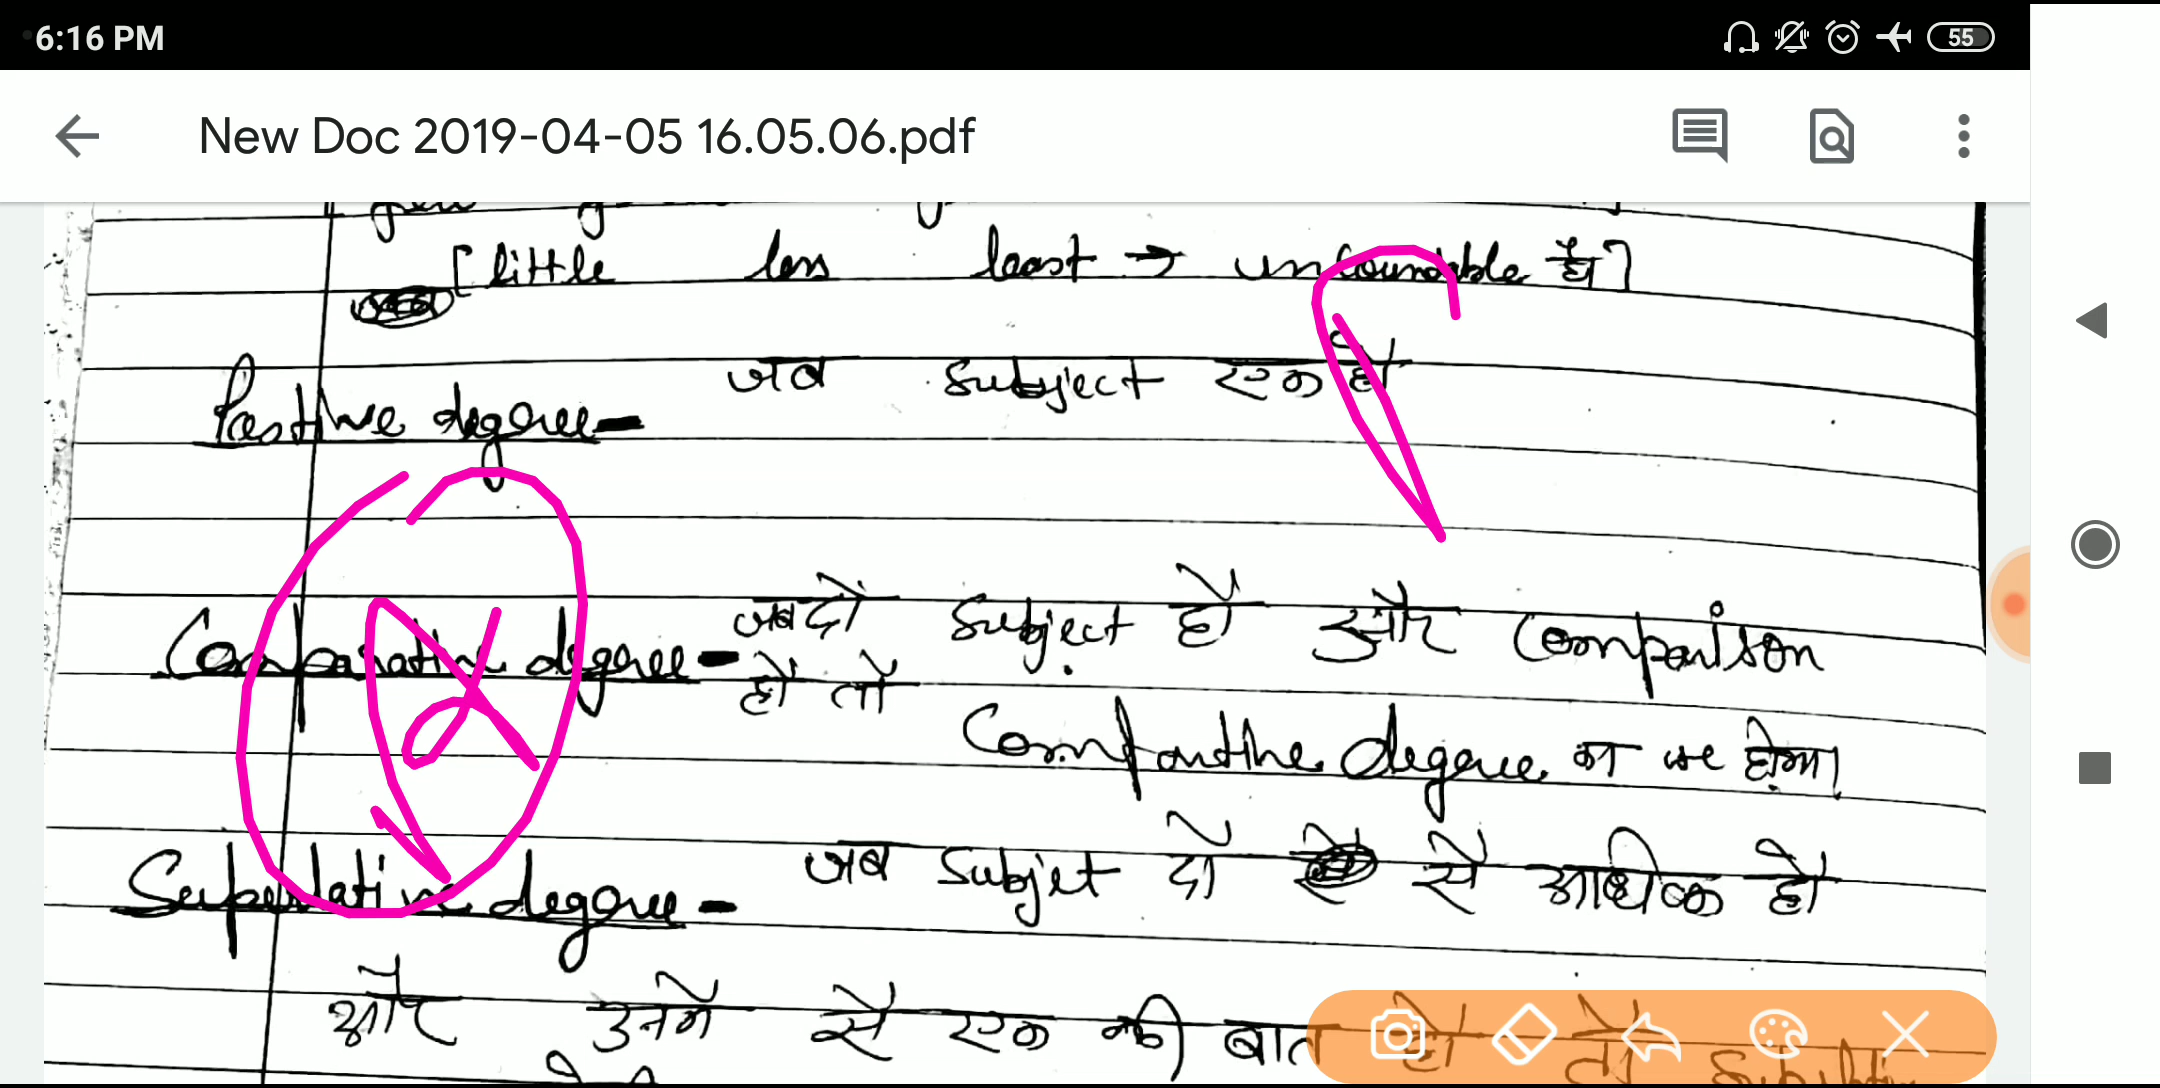 6:16 PM 55
New Doc 2019-04-05 16.05.06.pdf
[little less least → uncountable है]
Positive degree- जब Subject एक हो
Comparative degree- जब दो Subject हो और Comparison
हो तो
Comparative degree का use होगा।
Superlative degree- जब Subject दो से अधिक हो
और उनमे से एक की बात हो तो